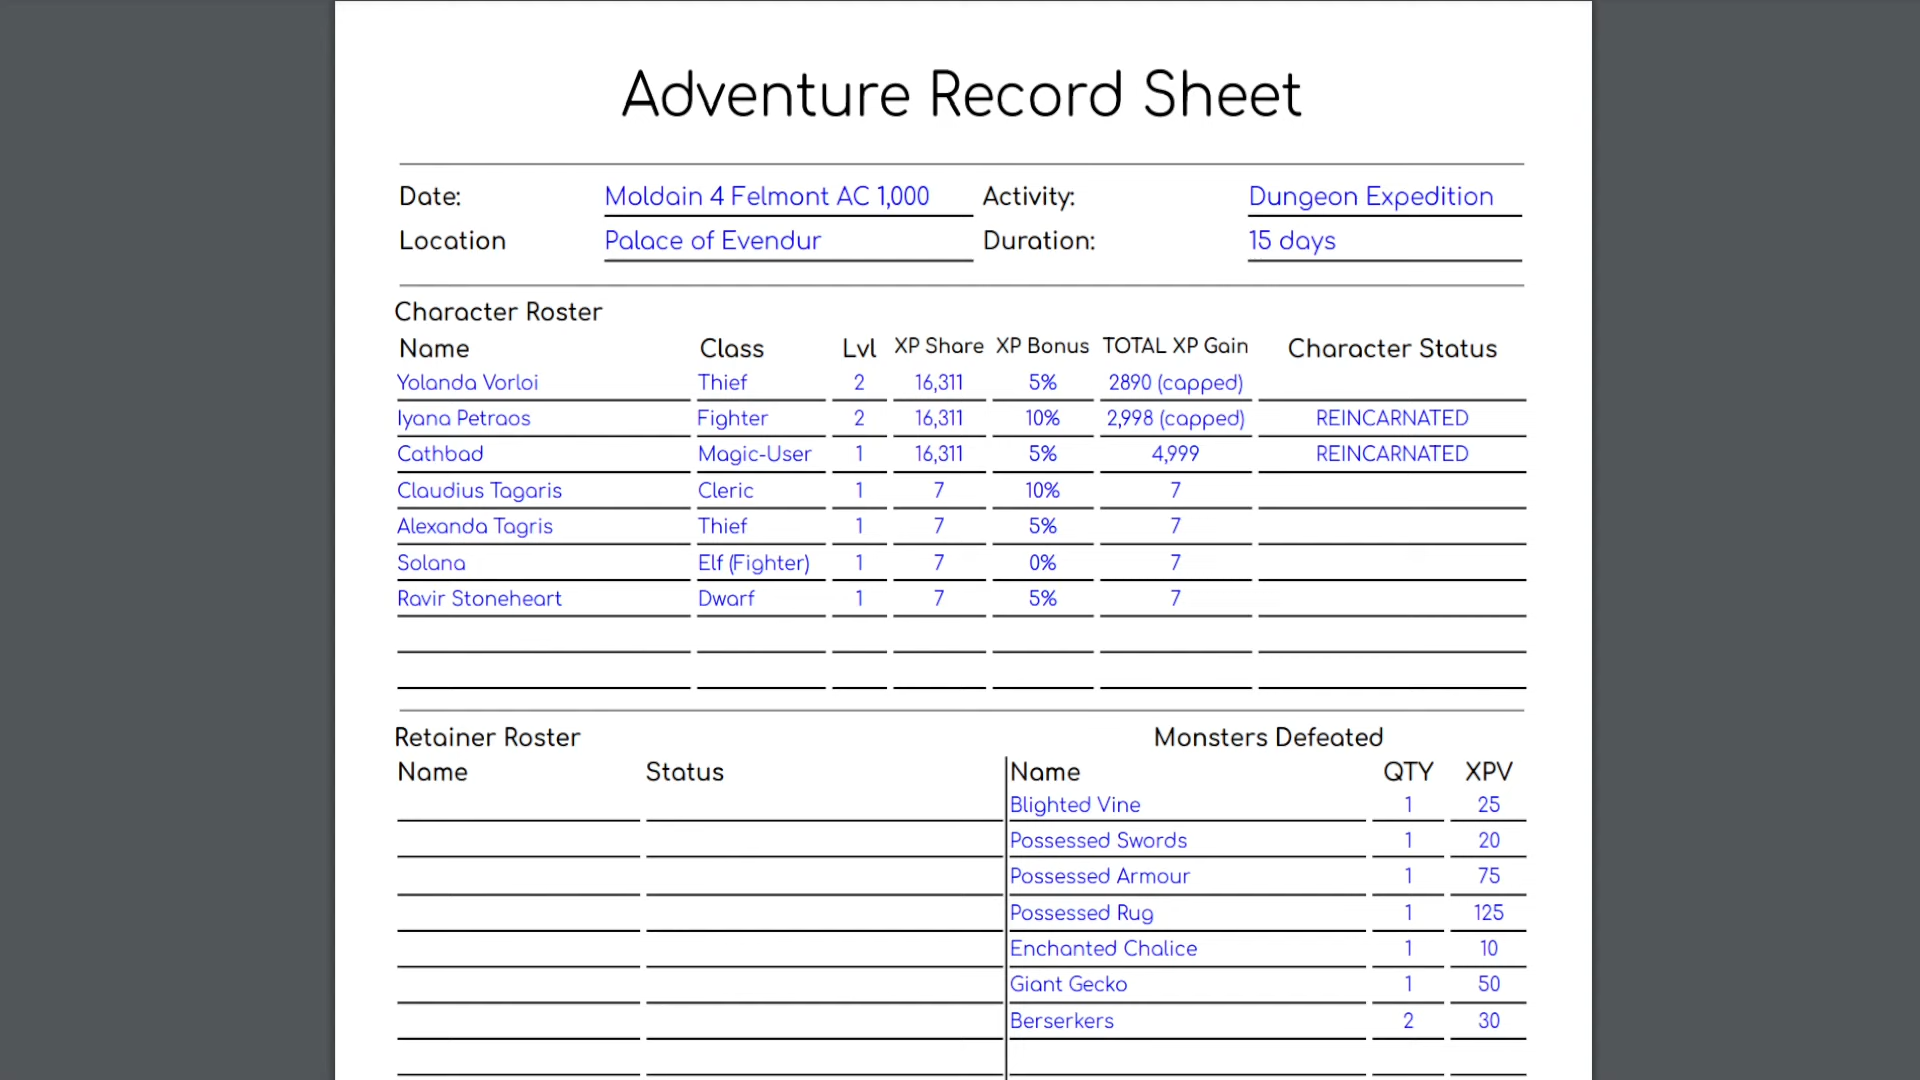 Adventure Record Sheet
Date: Moldain 4 Felmont AC 1,000 Activity: Dungeon Expedition
Location Palace of Evendur Duration: 15 days
Character Roster
Name Class Lvl XP Share XP Bonus TOTAL XP Gain Character Status
Yolanda Vorloi Thief 2 16,311 5% 2890 (capped)
Iyana Petraos Fighter 2 16,311 10% 2,998 (capped) REINCARNATED
Cathbad Magic-User 1 16,311 5% 4,999 REINCARNATED
Claudius Tagaris Cleric 1 7 10% 7
Alexanda Tagris Thief 1 7 5% 7
Solana Elf (Fighter) 1 7 0% 7
Ravir Stoneheart Dwarf 1 7 5% 7
Retainer Roster Monsters Defeated
Name Status Name QTY XPV
Blighted Vine 1 25
Possessed Swords 1 20
Possessed Armour 1 75
Possessed Rug 1 125
Enchanted Chalice 1 10
Giant Gecko 1 50
Berserkers 2 30